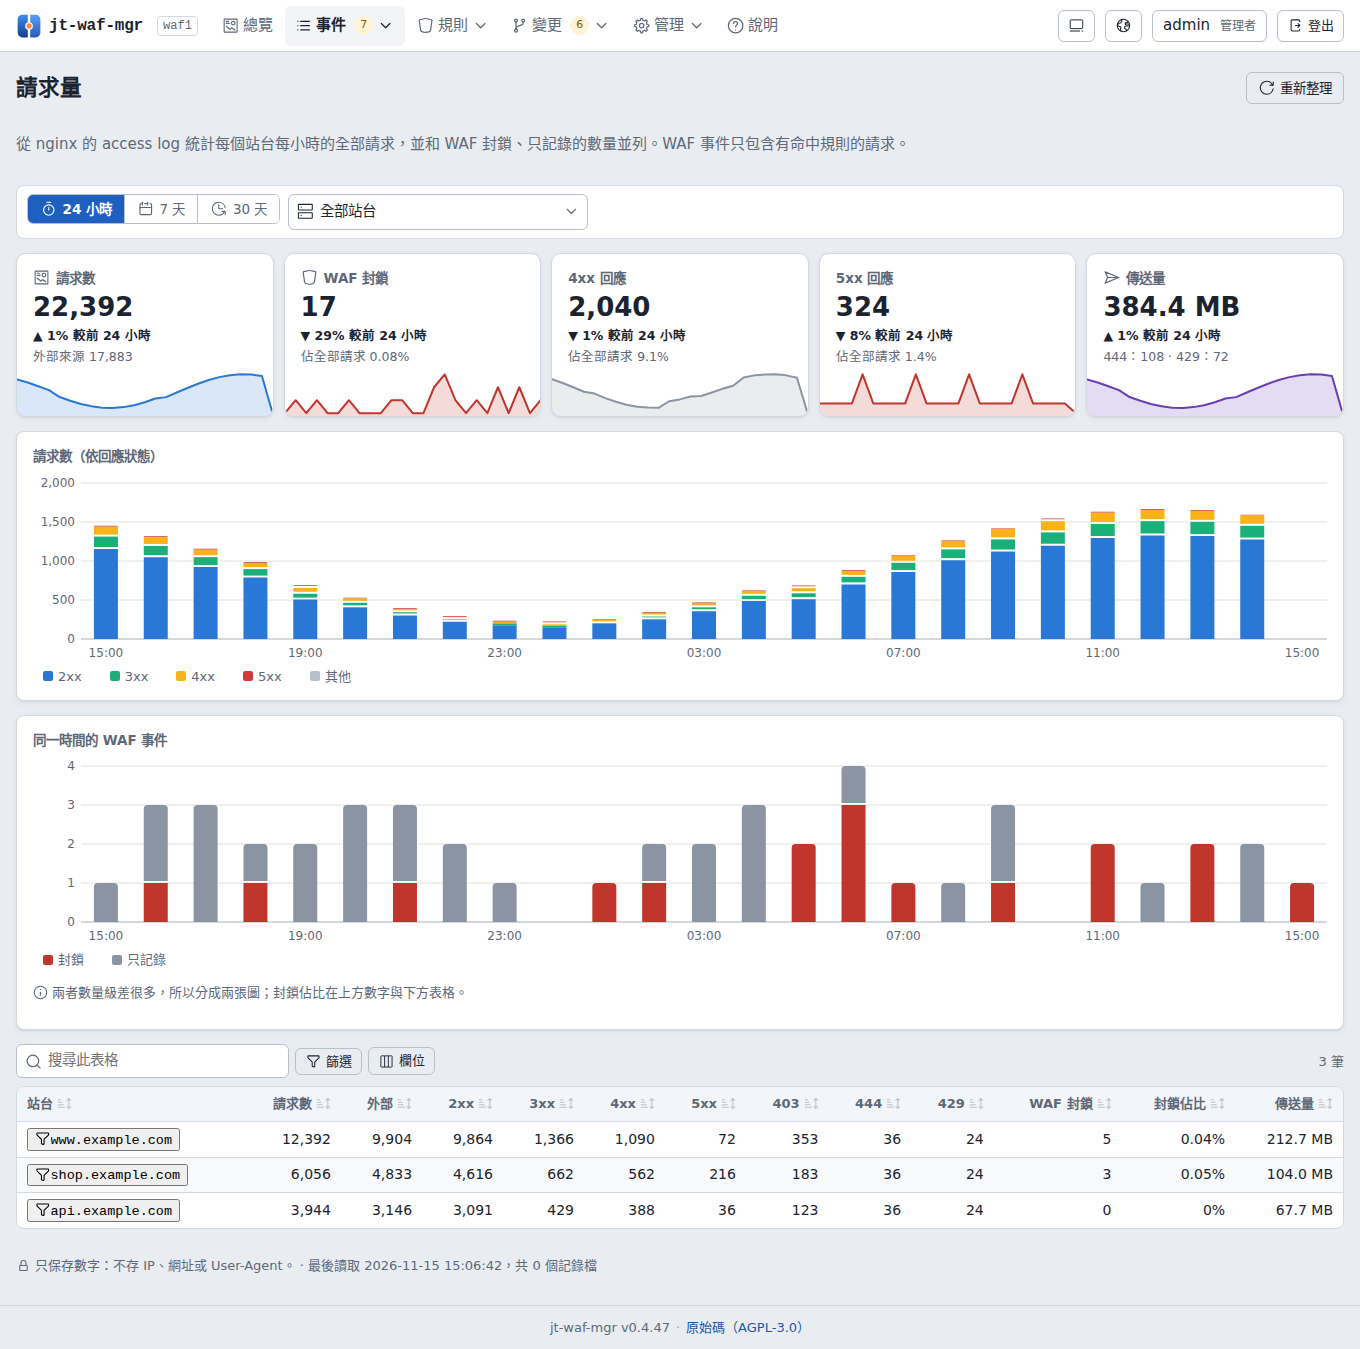 jt-waf-mgr waf1 總覽 事件 7 規則 變更 6 管理 說明 admin 管理者 登出
請求量 重新整理
從 nginx 的 access log 統計每個站台每小時的全部請求，並和 WAF 封鎖、只記錄的數量並列。WAF 事件只包含有命中規則的請求。
24 小時 7 天 30 天 全部站台
請求數 WAF 封鎖 4xx 回應 5xx 回應 傳送量
22,392 17 2,040 324 384.4 MB
▲ 1% 較前 24 小時 ▼ 29% 較前 24 小時 ▼ 1% 較前 24 小時 ▼ 8% 較前 24 小時 ▲ 1% 較前 24 小時
外部來源 17,883 佔全部請求 0.08% 佔全部請求 9.1% 佔全部請求 1.4% 444：108 · 429：72
請求數（依回應狀態）
2,000
1,500
1,000
500
0
15:00 19:00 23:00 03:00 07:00 11:00 15:00
2xx 3xx 4xx 5xx 其他
同一時間的 WAF 事件
4
3
2
1
0
15:00 19:00 23:00 03:00 07:00 11:00 15:00
封鎖 只記錄
兩者數量級差很多，所以分成兩張圖；封鎖佔比在上方數字與下方表格。
搜尋此表格 篩選 欄位 3 筆
站台 請求數 外部 2xx 3xx 4xx 5xx 403 444 429 WAF 封鎖 封鎖佔比 傳送量
www.example.com 12,392 9,904 9,864 1,366 1,090 72 353 36 24 5 0.04% 212.7 MB
shop.example.com 6,056 4,833 4,616 662 562 216 183 36 24 3 0.05% 104.0 MB
api.example.com 3,944 3,146 3,091 429 388 36 123 36 24 0 0% 67.7 MB
只保存數字：不存 IP、網址或 User-Agent。 · 最後讀取 2026-11-15 15:06:42，共 0 個記錄檔
jt-waf-mgr v0.4.47 · 原始碼（AGPL-3.0）